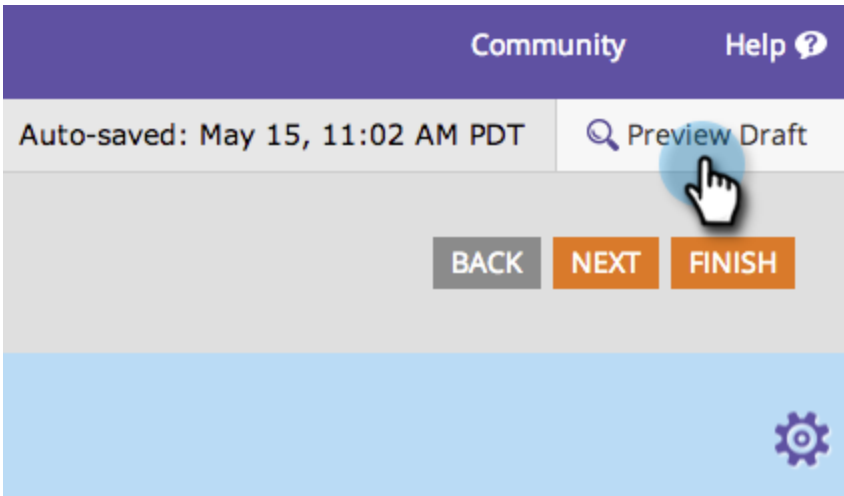 Community Help
Auto-saved: May 15, 11:02 AM PDT Preview Draft
BACK NEXT FINISH